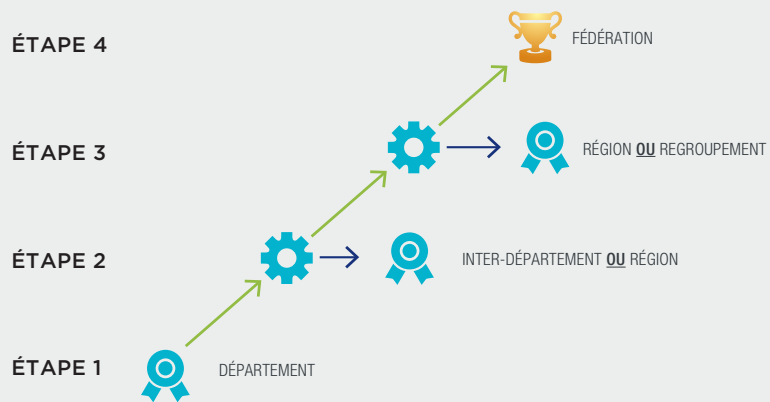 ÉTAPE 4
FÉDÉRATION
ÉTAPE 3
RÉGION OU REGROUPEMENT
ÉTAPE 2
INTER-DÉPARTEMENT OU RÉGION
ÉTAPE 1
DÉPARTEMENT